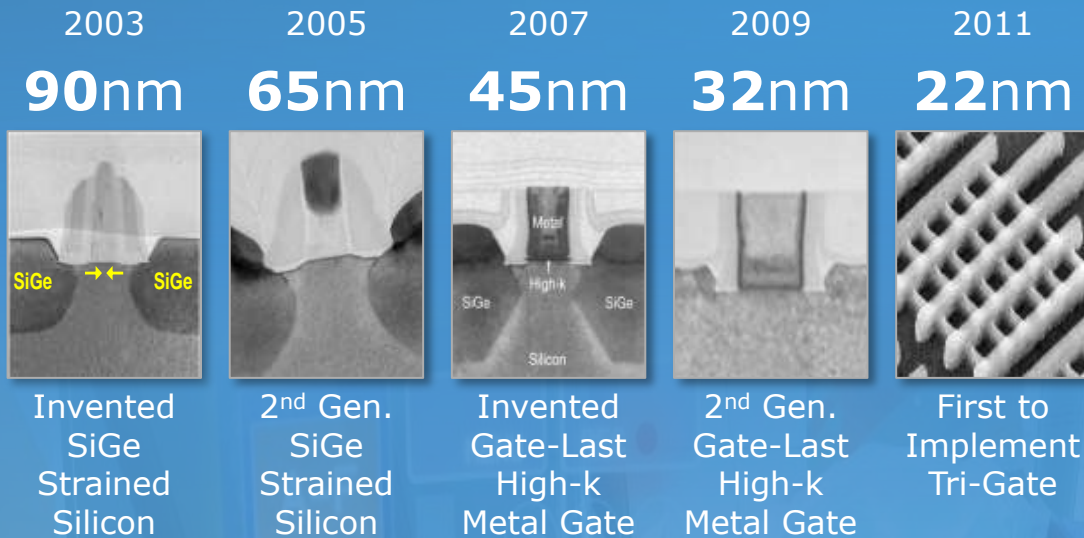 2003
90nm
SiGe
SiGe
Invented
SiGe
Strained
Silicon
2005
65nm
2nd Gen.
SiGe
Strained
Silicon
2007
45nm
Metal
High-k
SiGe
SiGe
Silicon
Invented
Gate-Last
High-k
Metal Gate
2009
32nm
2nd Gen.
Gate-Last
High-k
Metal Gate
2011
22nm
First to
Implement
Tri-Gate